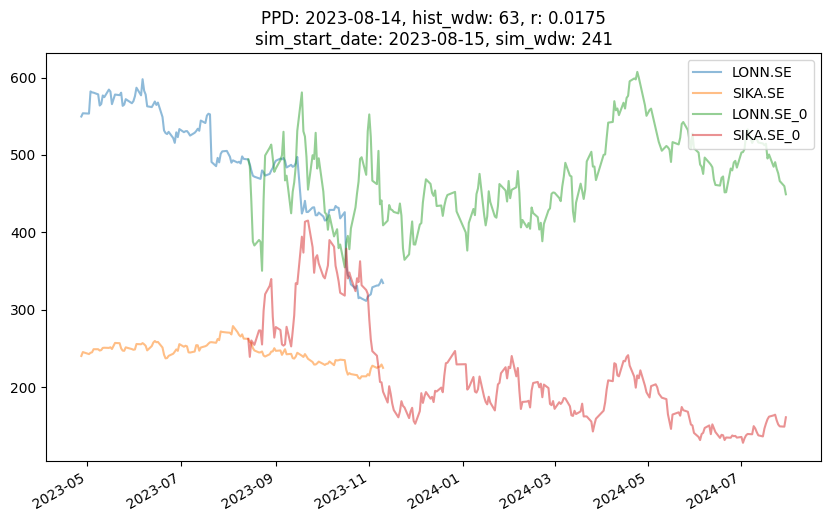 PPD: 2023-08-14, hist_wdw: 63, r: 0.0175
sim_start_date: 2023-08-15, sim_wdw: 241
LONN.SE
SIKA.SE
LONN.SE_0
SIKA.SE_0
600
500
400
300
200
2023-05
2023-07
2023-09
2023-11
2024-01
2024-03
2024-05
2024-07